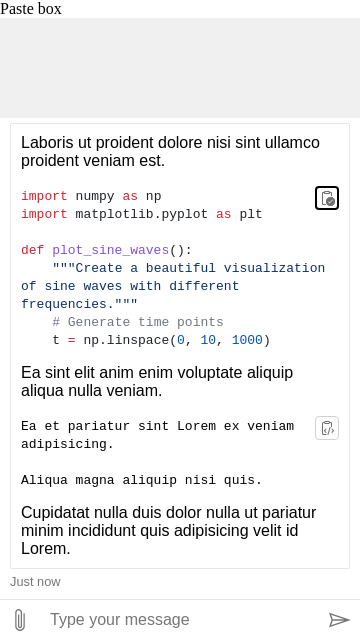 Paste box
Laboris ut proident dolore nisi sint ullamco
proident veniam est.
import numpy as np
import matplotlib.pyplot as plt
def plot_sine_waves():
    """Create a beautiful visualization
of sine waves with different
frequencies."""
    # Generate time points
    t = np.linspace(0, 10, 1000)
Ea sint elit anim enim voluptate aliquip
aliqua nulla veniam.
Ea et pariatur sint Lorem ex veniam
adipisicing.
Aliqua magna aliquip nisi quis.
Cupidatat nulla duis dolor nulla ut pariatur
minim incididunt quis adipisicing velit id
Lorem.
Just now
Type your message